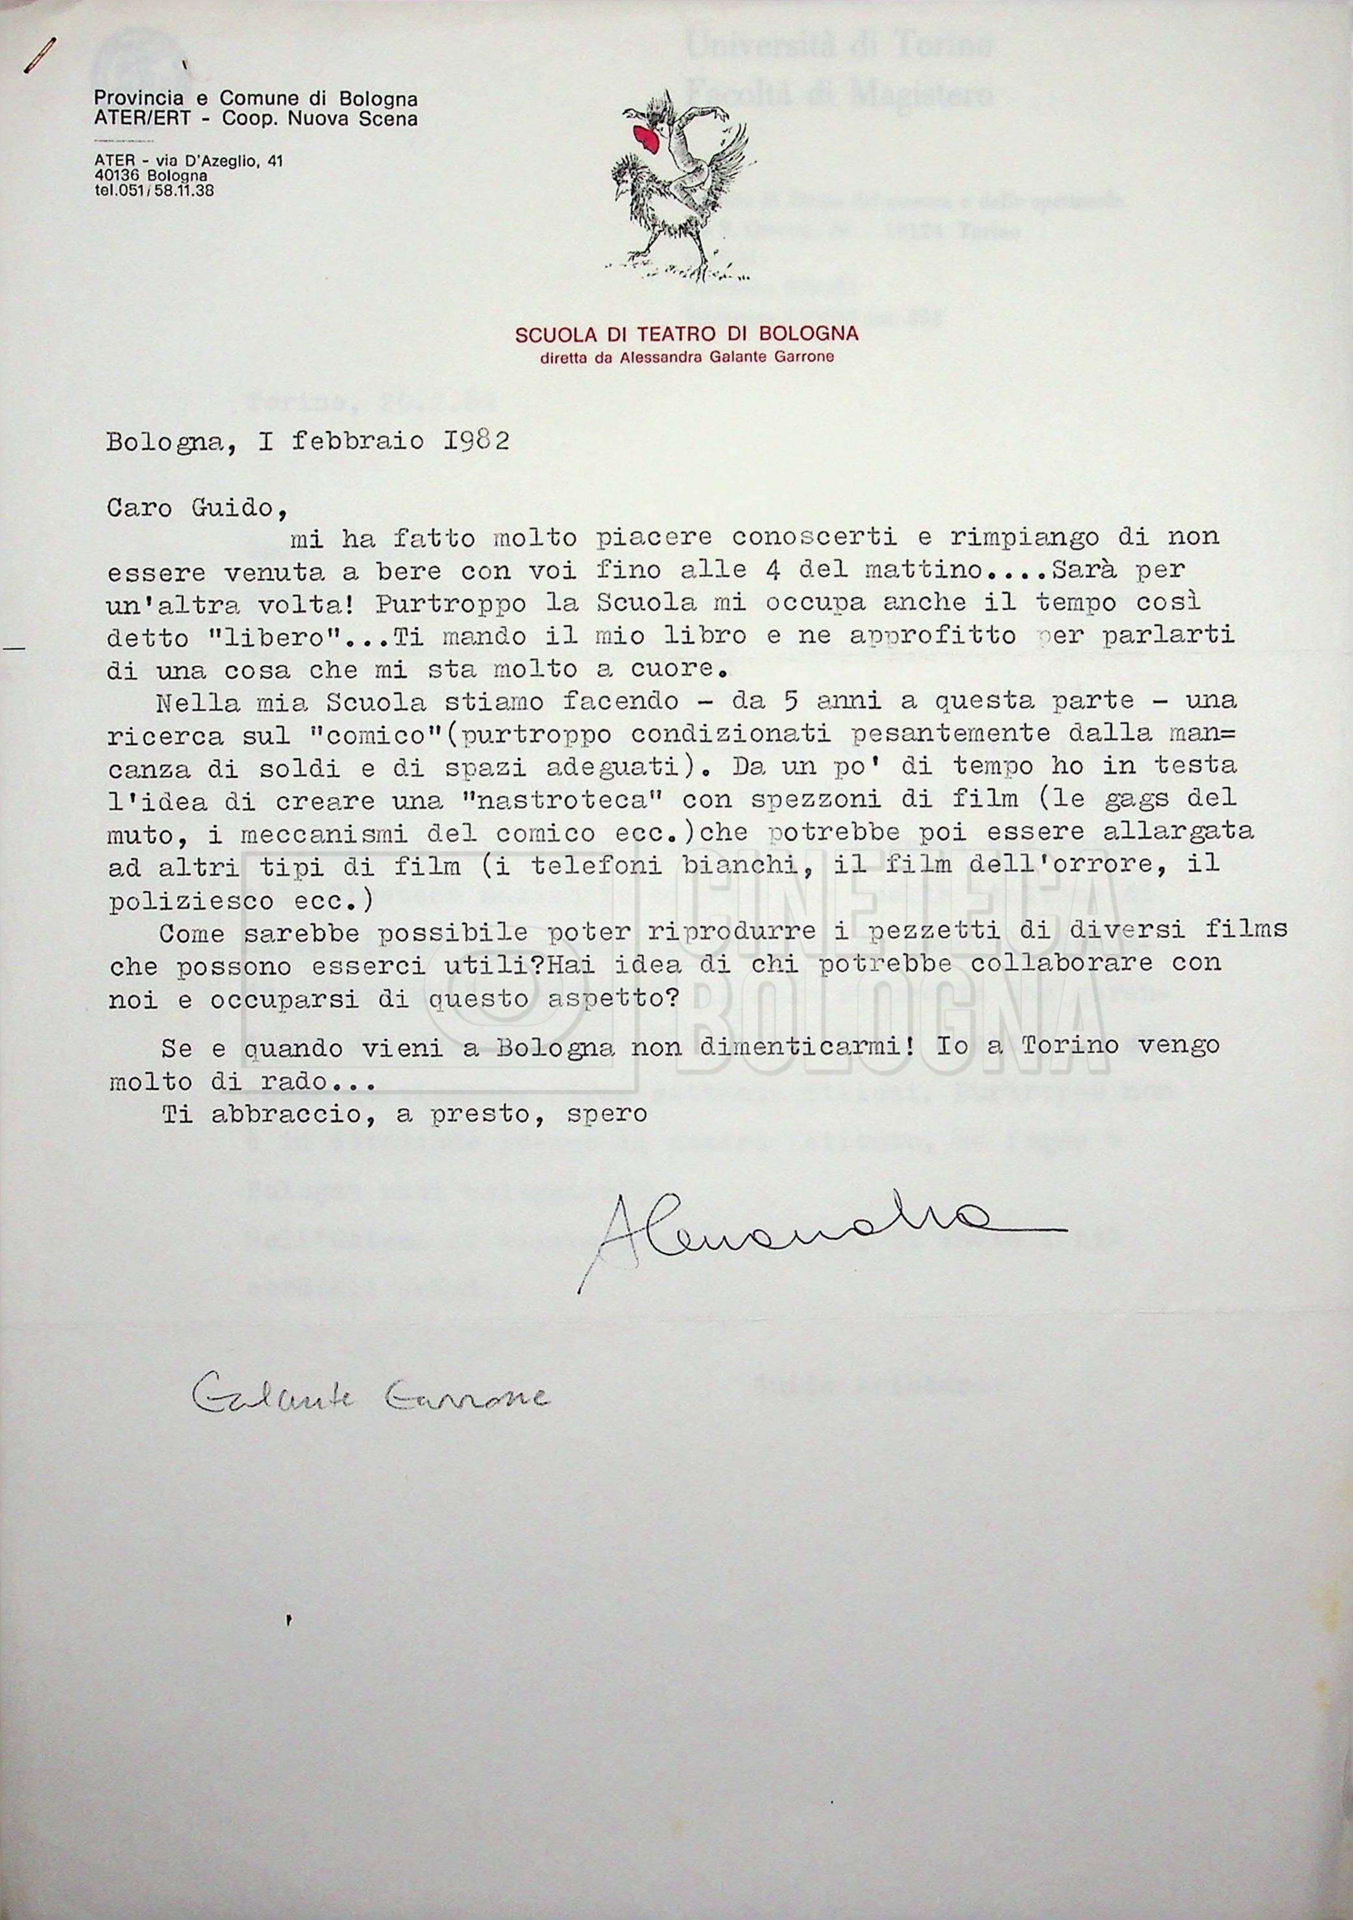 Provincia e Comune di Bologna
ATER/ERT - Coop. Nuova Scena
ATER - via D'Azeglio, 41
40136 Bologna
tel.051/58.11.38
SCUOLA DI TEATRO DI BOLOGNA
diretta da Alessandra Galante Garrone
Bologna, I febbraio I982
Caro Guido,
mi ha fatto molto piacere conoscerti e rimpiango di non
essere venuta a bere con voi fino alle 4 del mattino....Sarà per
un'altra volta! Purtroppo la Scuola mi occupa anche il tempo così
detto "libero"...Ti mando il mio libro e ne approfitto per parlarti
di una cosa che mi sta molto a cuore.
Nella mia Scuola stiamo facendo - da 5 anni a questa parte - una
ricerca sul "comico"(purtroppo condizionati pesantemente dalla man=
canza di soldi e di spazi adeguati). Da un po' di tempo ho in testa
l'idea di creare una "nastroteca" con spezzoni di film (le gags del
muto, i meccanismi del comico ecc.)che potrebbe poi essere allargata
ad altri tipi di film (i telefoni bianchi, il film dell'orrore, il
poliziesco ecc.)
Come sarebbe possibile poter riprodurre i pezzetti di diversi films
che possono esserci utili?Hai idea di chi potrebbe collaborare con
noi e occuparsi di questo aspetto?
Se e quando vieni a Bologna non dimenticarmi! Io a Torino vengo
molto di rado...
Ti abbraccio, a presto, spero
Alessandra
Galante Garrone
CINETECA
BOLOGNA